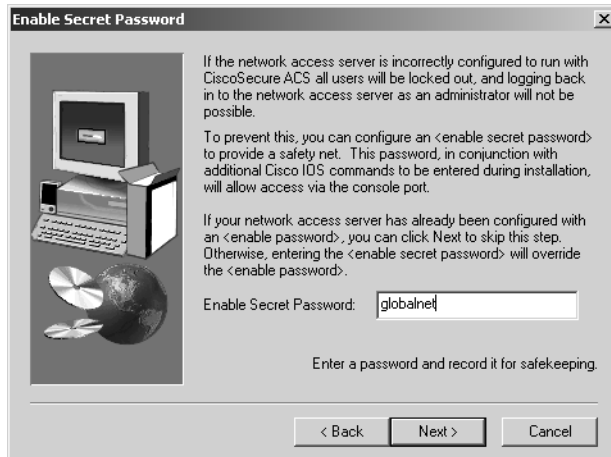 Enable Secret Password
If the network access server is incorrectly configured to run with
CiscoSecure ACS all users will be locked out, and logging back
in to the network access server as an administrator will not be
possible.
To prevent this, you can configure an <enable secret password>
to provide a safety net. This password, in conjunction with
additional Cisco IOS commands to be entered during installation,
will allow access via the console port.
If your network access server has already been configured with
an <enable password>, you can click Next to skip this step.
Otherwise, entering the <enable secret password> will override
the <enable password>.
Enable Secret Password: globalnet
Enter a password and record it for safekeeping.
< Back Next > Cancel